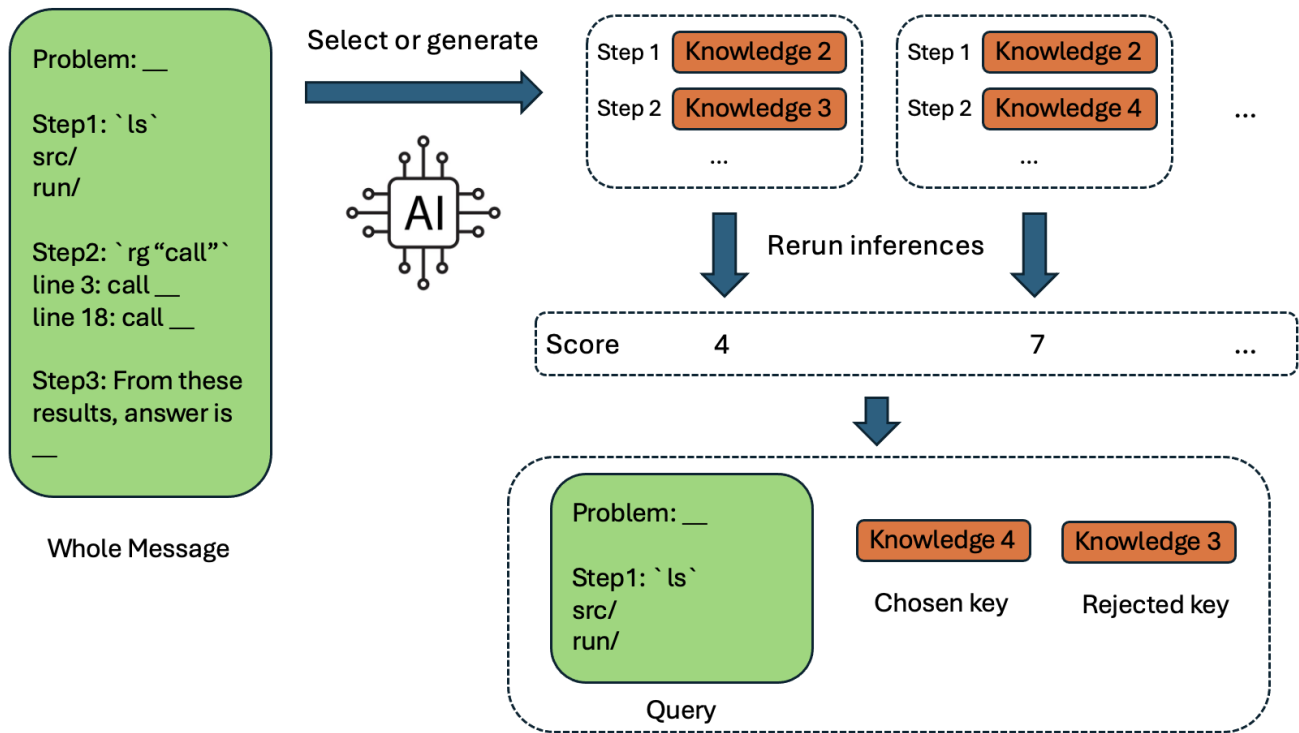 Problem: __
Step1: `ls`
src/
run/
Step2: `rg “call”`
line 3: call __
line 18: call __
Step3: From these
results, answer is
__
Whole Message
Select or generate
AI
Step 1 Knowledge 2
Step 2 Knowledge 3
...
Step 1 Knowledge 2
Step 2 Knowledge 4
...
...
Rerun inferences
Score 4 7 ...
Problem: __
Step1: `ls`
src/
run/
Query
Knowledge 4
Chosen key
Knowledge 3
Rejected key